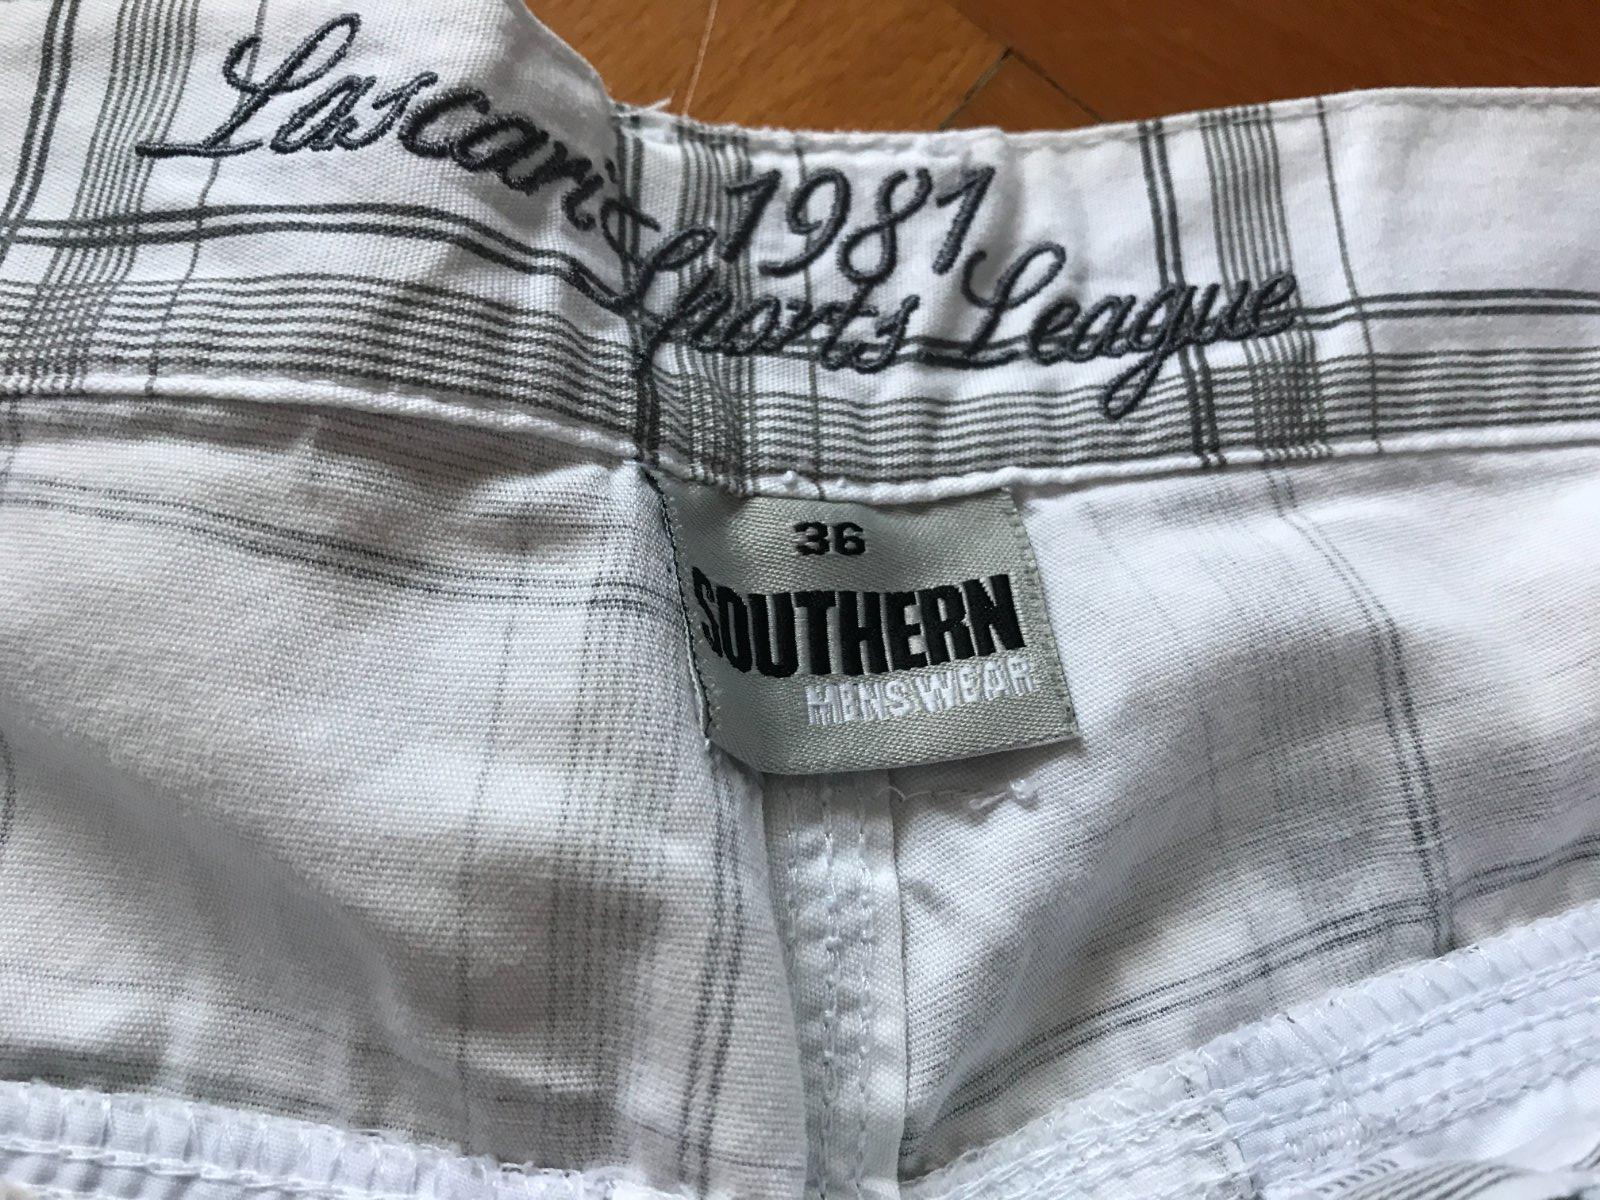 Lascari 1981
Sports League
36
SOUTHERN
MENSWEAR